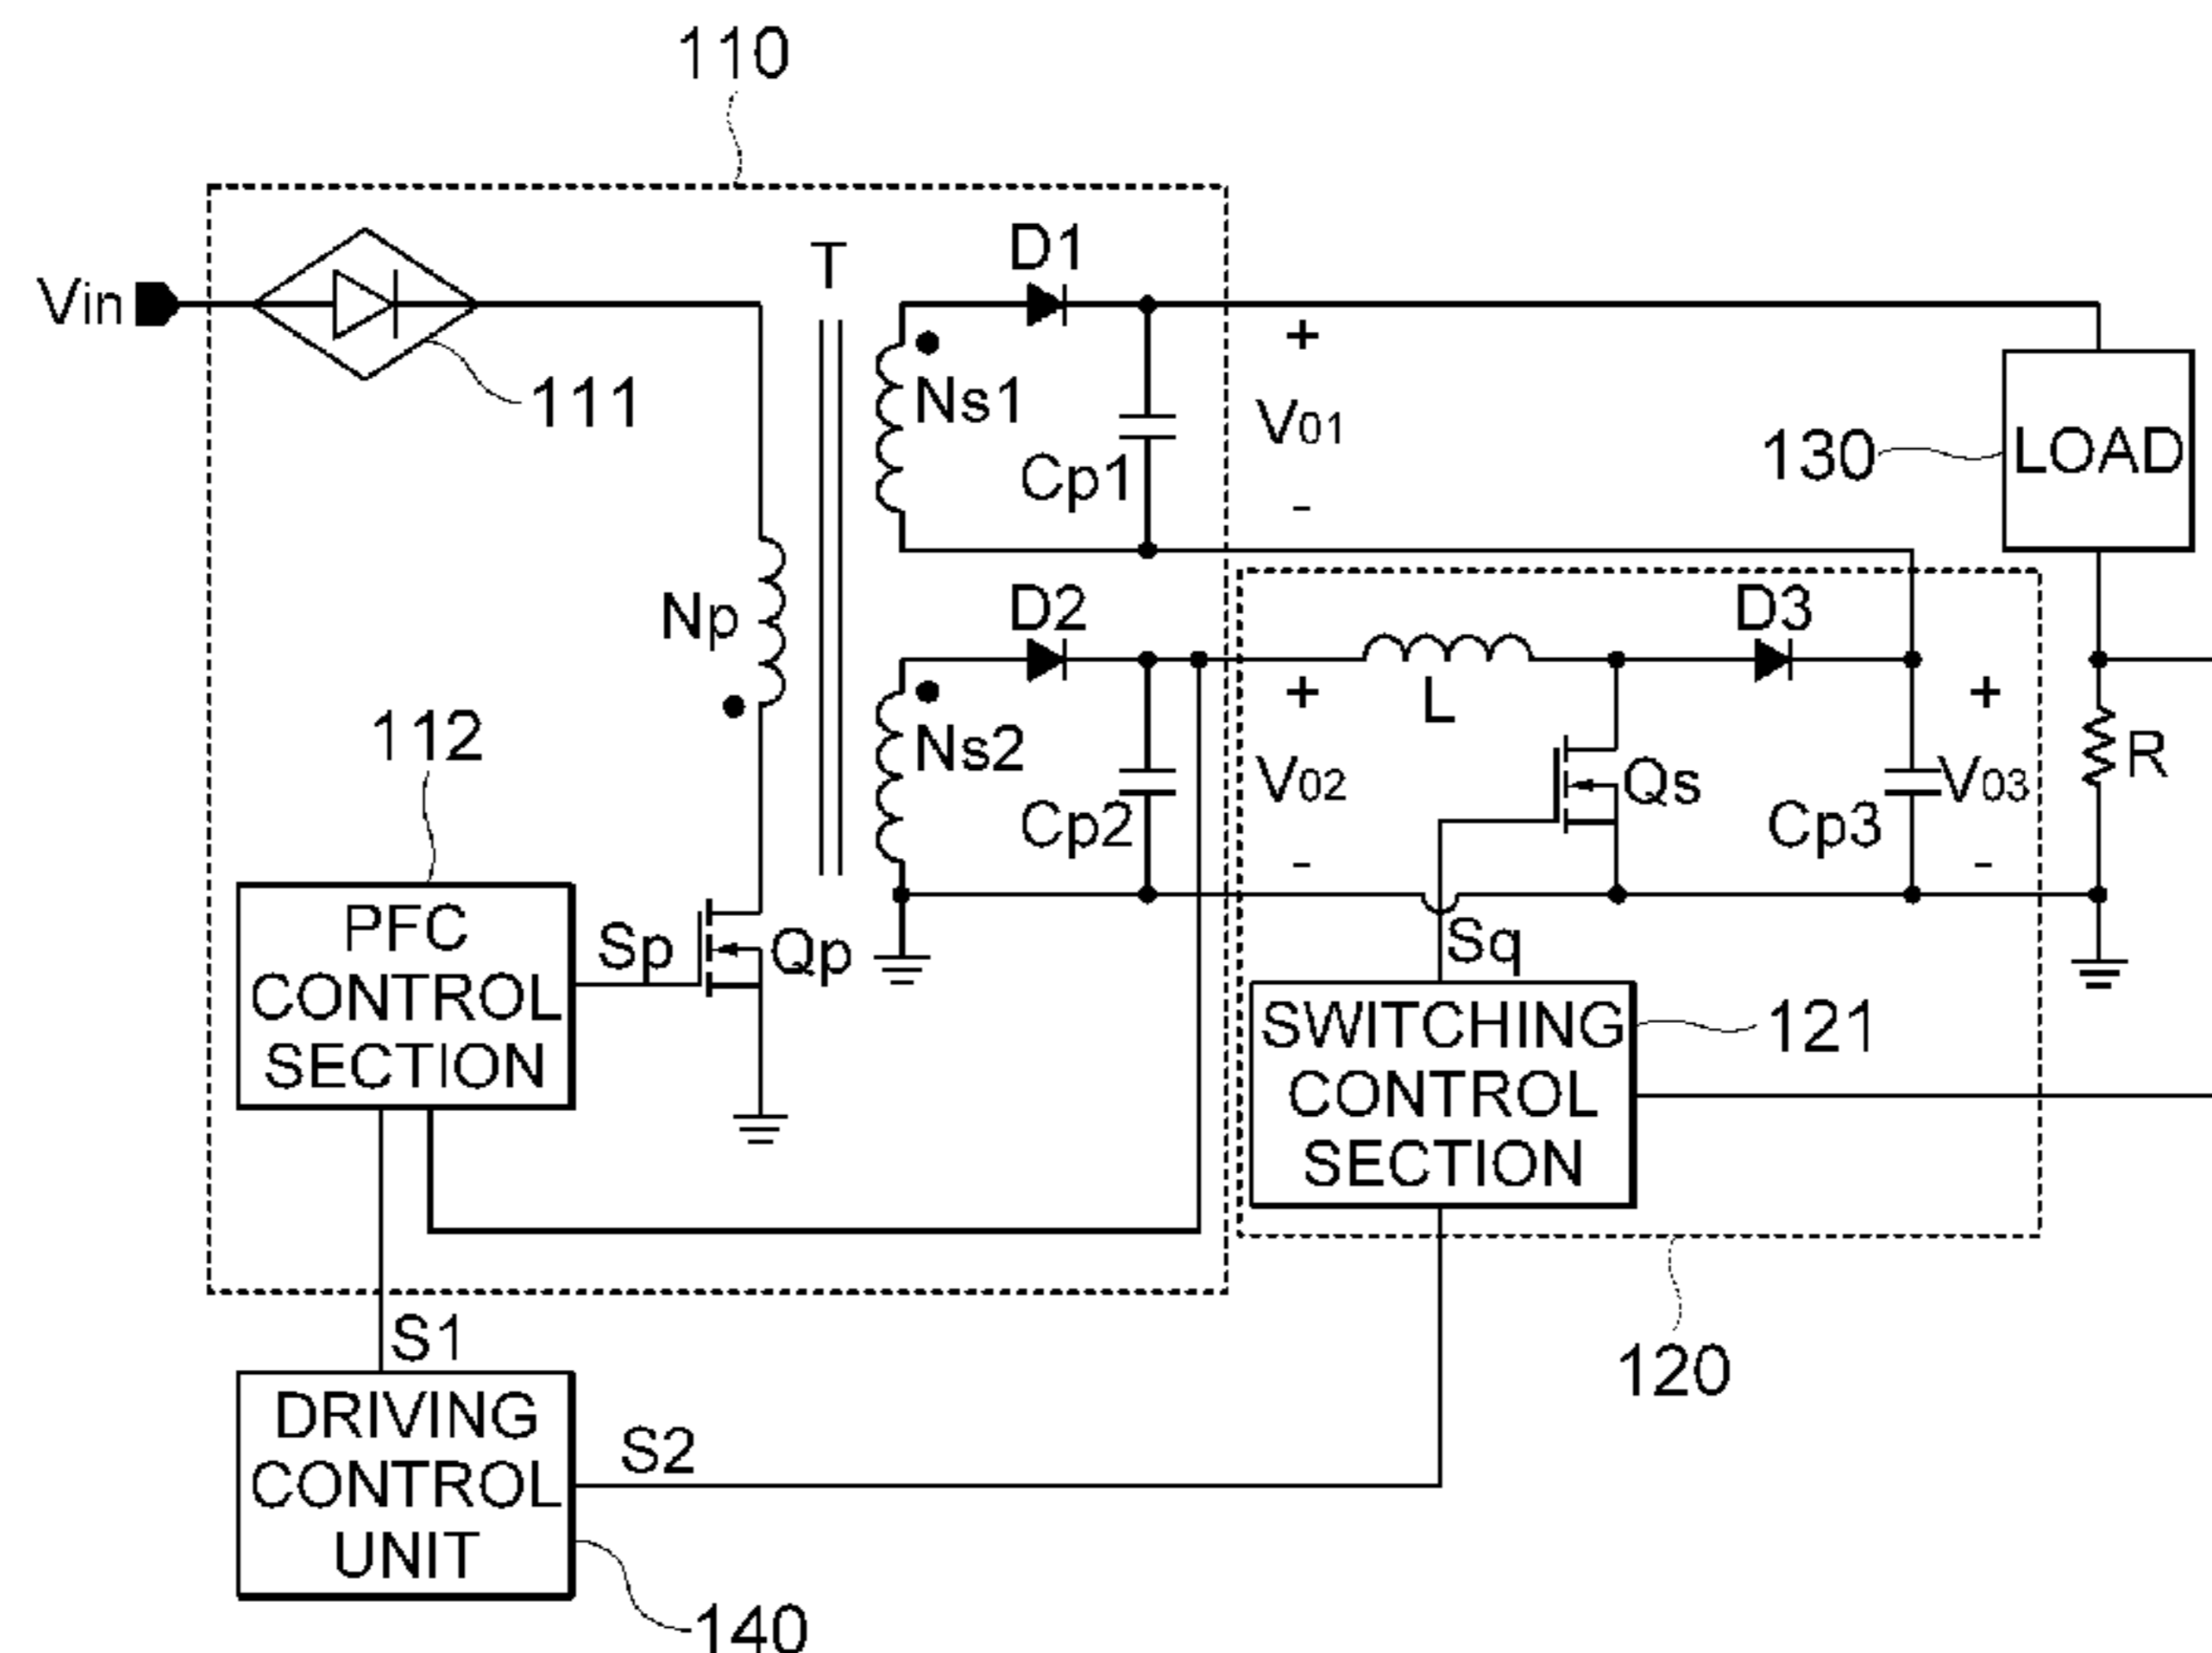 110
T
D1
Vin
111
Ns1
Cp1
+
V01
-
130
LOAD
Np
D2
D3
112
Ns2
Cp2
+
V02
-
L
Qs
Cp3
+
V03
-
R
PFC
CONTROL
SECTION
Sp
Qp
Sq
SWITCHING
CONTROL
SECTION
121
120
S1
DRIVING
CONTROL
UNIT
S2
140